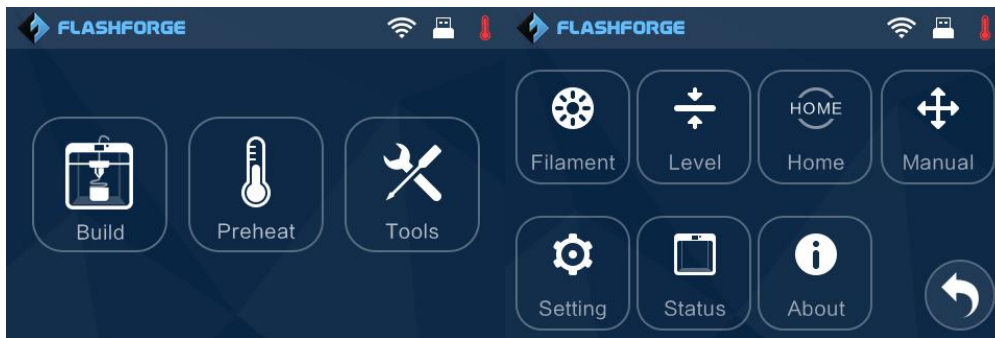 FLASHFORGE
Build
Preheat
Tools
FLASHFORGE
HOME
Filament
Level
Home
Manual
Setting
Status
About